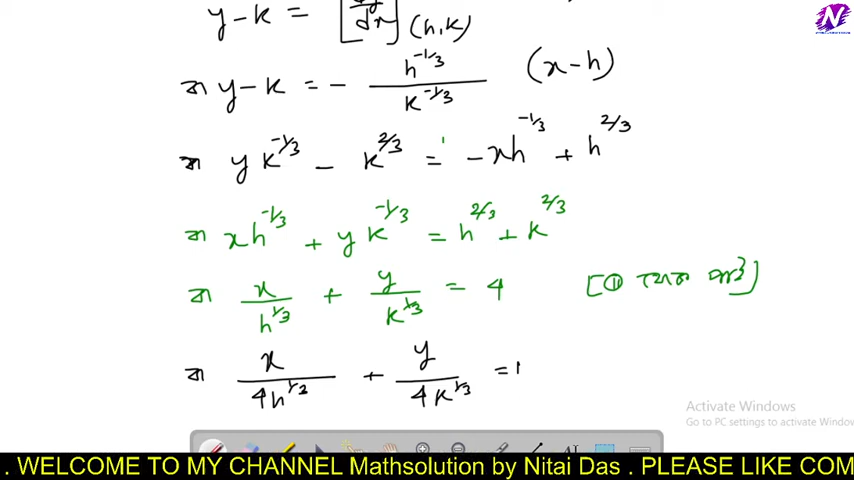 y-k = [dy/dx](h,k)
বা y-k = - h^-1/3 / k^-1/3 (x-h)
বা yk^-1/3 - k^2/3 = -xh^-1/3 + h^2/3
বা xh^-1/3 + yk^-1/3 = h^2/3 + k^2/3
বা x/h^1/3 + y/k^1/3 = 4 [② থেকে পাই]
বা x/4h^1/3 + y/4k^1/3 = 1
Activate Windows
Go to PC settings to activate Window
. WELCOME TO MY CHANNEL Mathsolution by Nitai Das . PLEASE LIKE COM